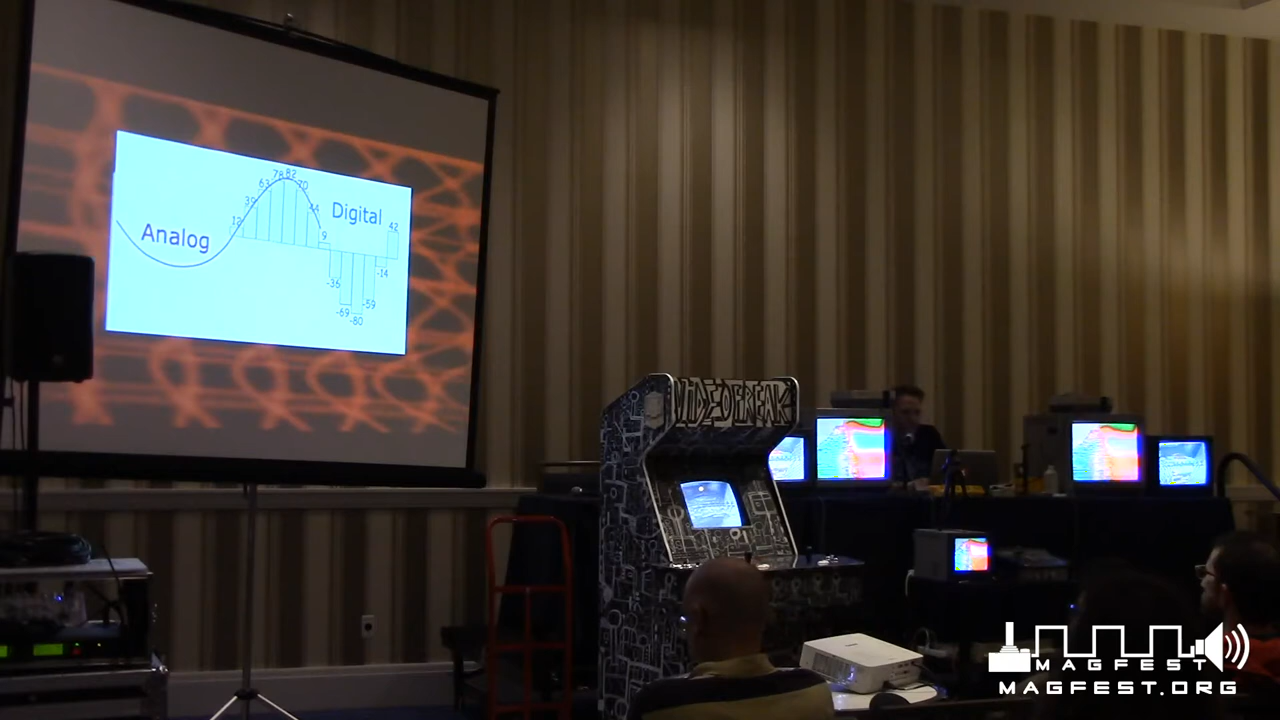 Analog
Digital
12
39
63
78
82
70
44
9
-36
-69
-80
-59
-14
42
VIDEOFREAK
MAGFEST
MAGFEST.ORG